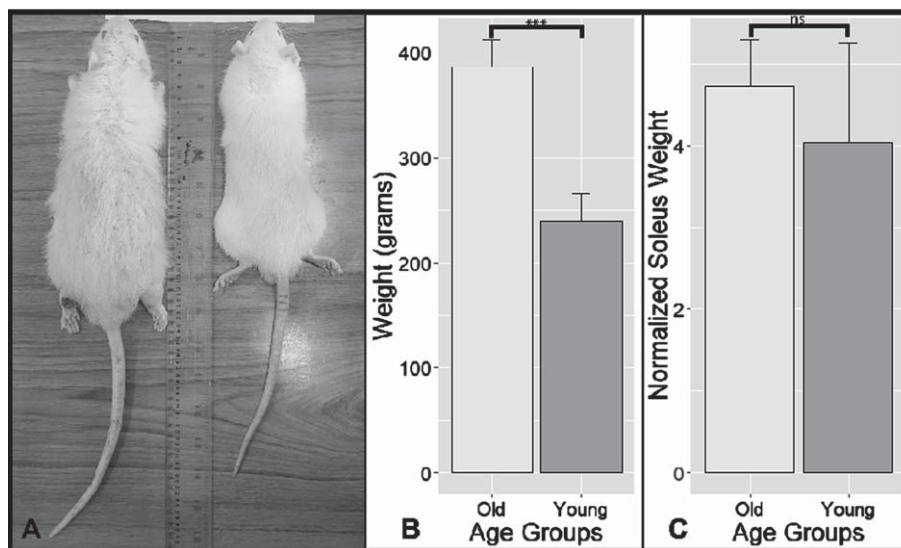 A
B
***
400
300
200
100
0
Weight (grams)
Old Young
Age Groups
C
ns
4
2
0
Normalized Soleus Weight
Old Young
Age Groups